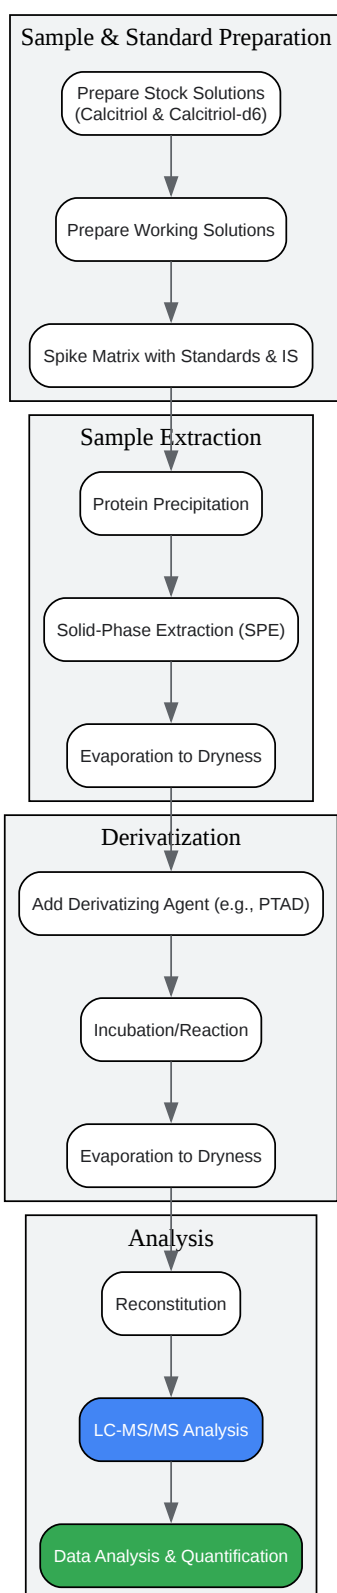 Sample & Standard Preparation
Prepare Stock Solutions
(Calcitriol & Calcitriol-d6)
Prepare Working Solutions
Spike Matrix with Standards & IS
Sample Extraction
Protein Precipitation
Solid-Phase Extraction (SPE)
Evaporation to Dryness
Derivatization
Add Derivatizing Agent (e.g., PTAD)
Incubation/Reaction
Evaporation to Dryness
Analysis
Reconstitution
LC-MS/MS Analysis
Data Analysis & Quantification